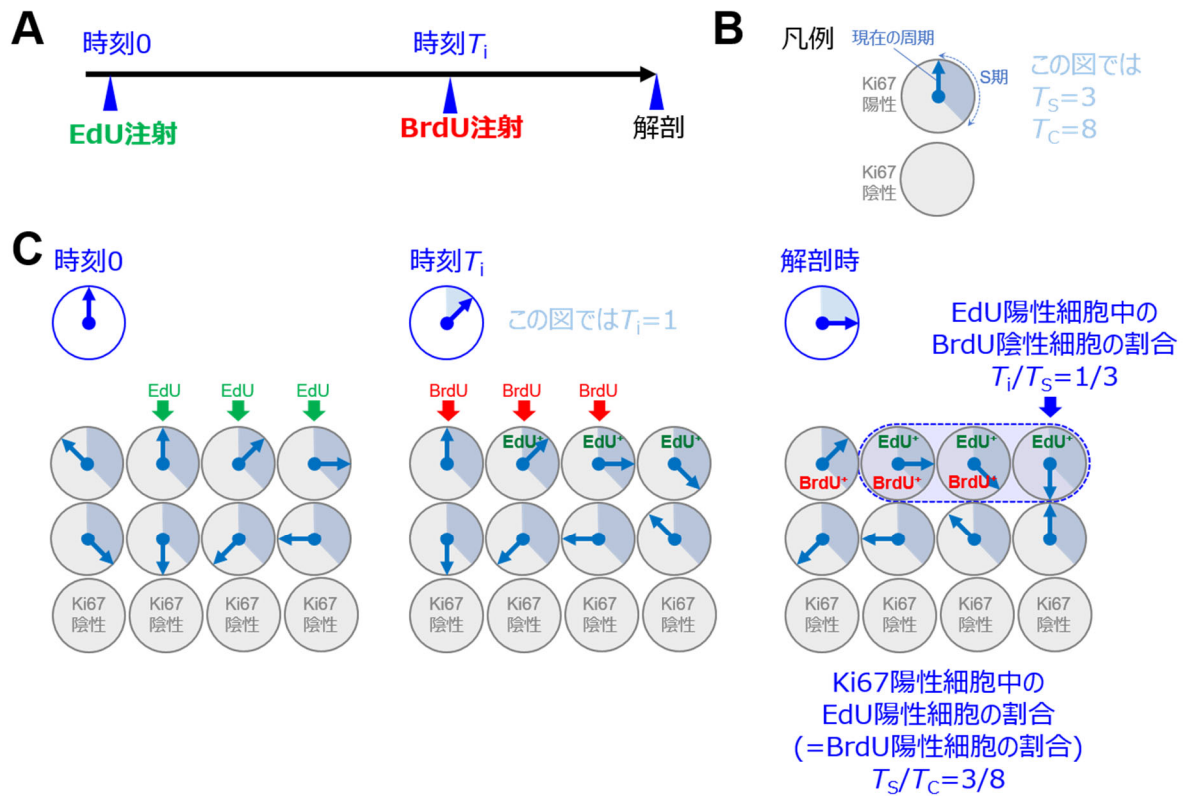 A
時刻0
時刻Ti
EdU注射
BrdU注射
解剖
B
凡例
現在の周期
S期
Ki67
陽性
Ki67
陰性
この図では
TS=3
TC=8
C
時刻0
時刻Ti
この図ではTi=1
解剖時
EdU陽性細胞中の
BrdU陰性細胞の割合
Ti/TS=1/3
EdU
EdU
EdU
BrdU
BrdU
BrdU
EdU+
EdU+
EdU+
EdU+
EdU+
EdU+
BrdU+
BrdU+
BrdU+
Ki67
陰性
Ki67
陰性
Ki67
陰性
Ki67
陰性
Ki67
陰性
Ki67
陰性
Ki67
陰性
Ki67
陰性
Ki67
陰性
Ki67
陰性
Ki67
陰性
Ki67
陰性
Ki67陽性細胞中の
EdU陽性細胞の割合
(=BrdU陽性細胞の割合)
TS/TC=3/8